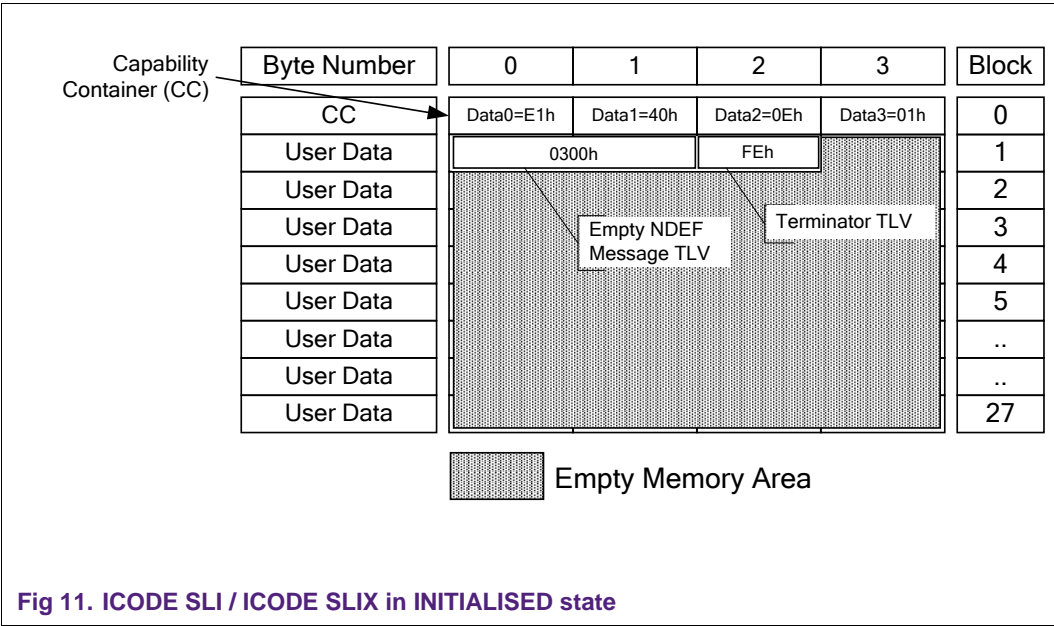 Capability
Container (CC)
Byte Number 0 1 2 3 Block
CC Data0=E1h Data1=40h Data2=0Eh Data3=01h 0
User Data 0300h FEh 1
User Data 2
User Data 3
User Data 4
User Data 5
User Data ..
User Data ..
User Data 27
Empty NDEF
Message TLV
Terminator TLV
Empty Memory Area
Fig 11. ICODE SLI / ICODE SLIX in INITIALISED state